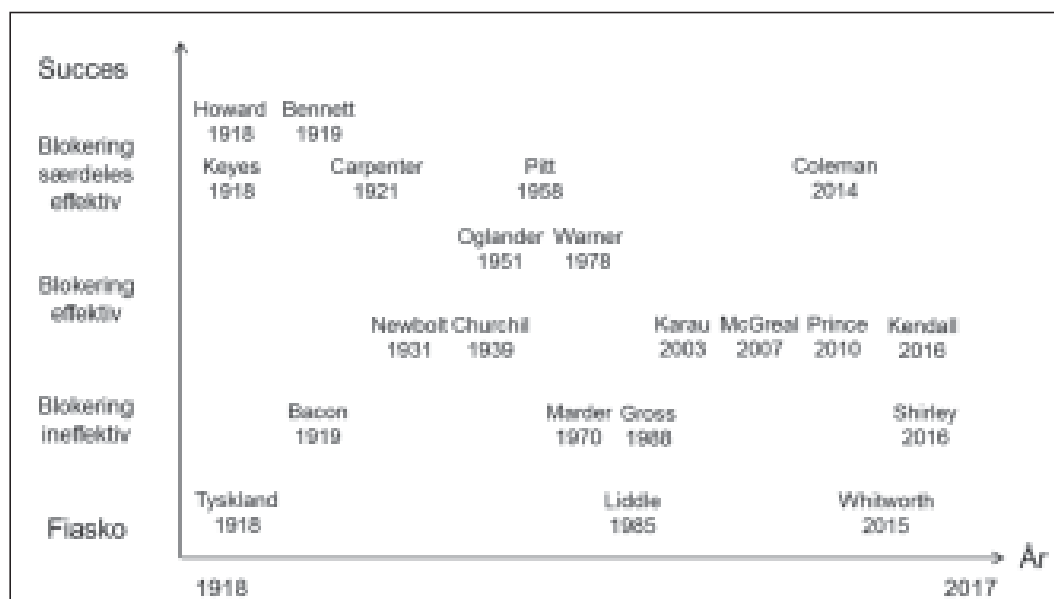 Succes
Howard Bennett
1918 1919
Blokering
særdeles
effektiv
Keyes Carpenter Pitt Coleman
1918 1921 1958 2014
Oglander Warner
1951 1978
Blokering
effektiv
Newbolt Churchil Karau McGreal Prince Kendall
1931 1939 2003 2007 2010 2016
Blokering
ineffektiv
Bacon Marder Gross Shirley
1919 1970 1988 2016
Tyskland Liddle Whitworth
1918 1985 2015
Fiasko
År
1918 2017